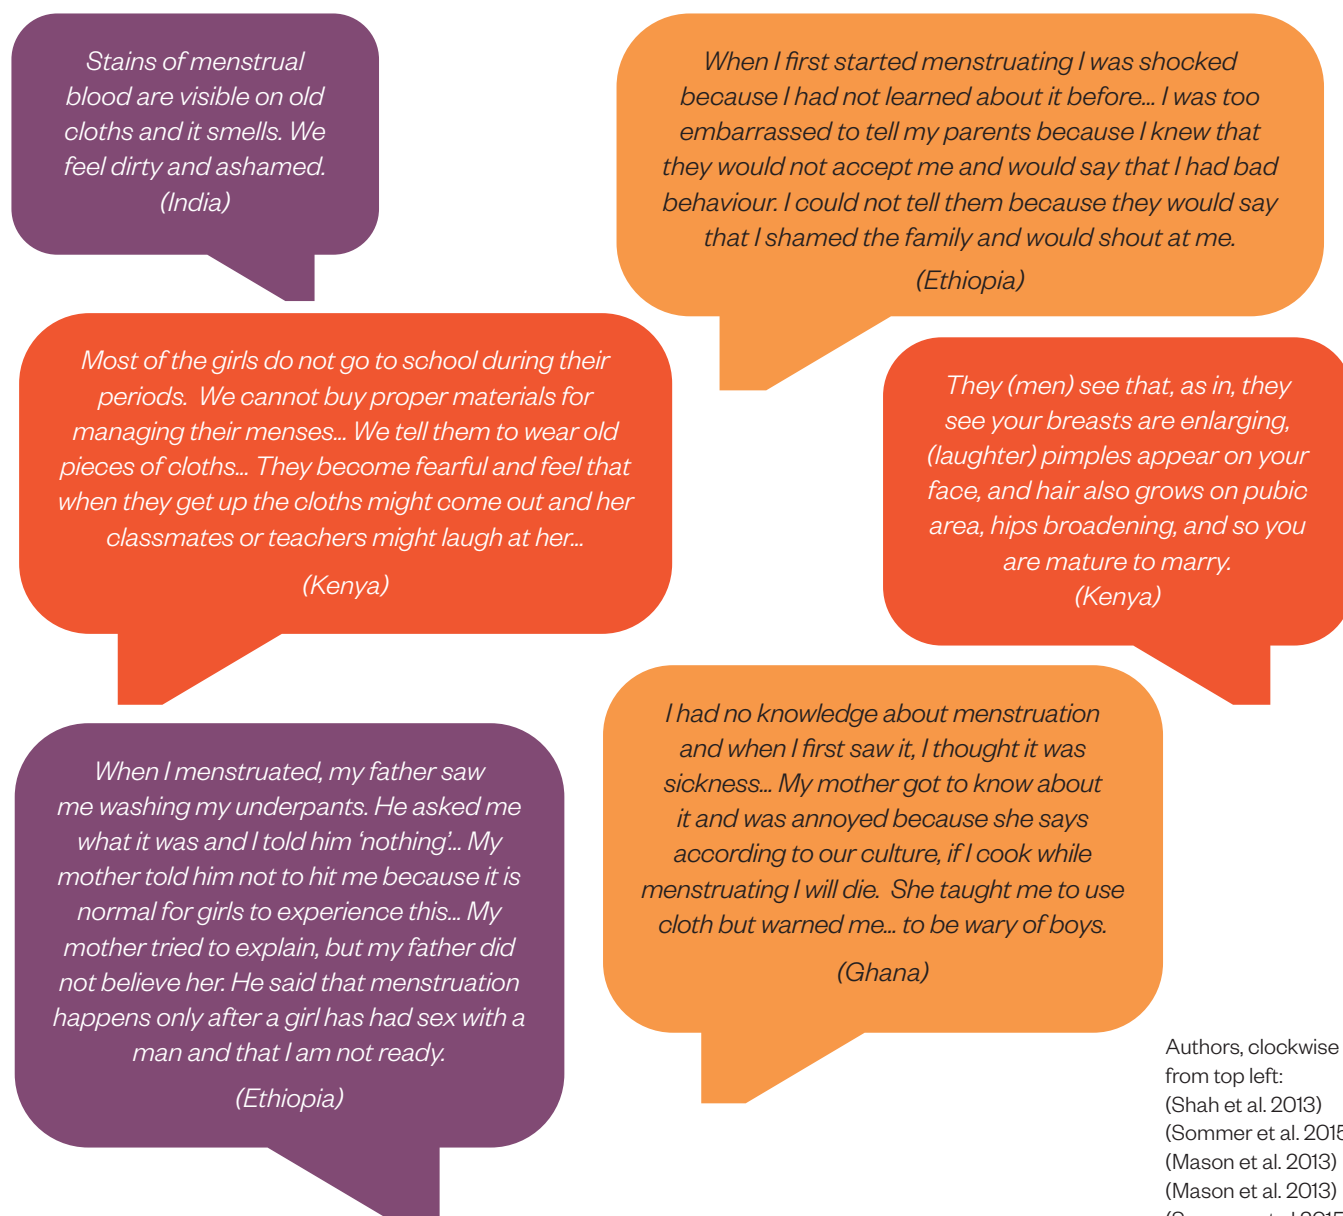 Stains of menstrual
blood are visible on old
cloths and it smells. We
feel dirty and ashamed.
(India)
When I first started menstruating I was shocked
because I had not learned about it before... I was too
embarrassed to tell my parents because I knew that
they would not accept me and would say that I had bad
behaviour. I could not tell them because they would say
that I shamed the family and would shout at me.
(Ethiopia)
Most of the girls do not go to school during their
periods. We cannot buy proper materials for
managing their menses... We tell them to wear old
pieces of cloths... They become fearful and feel that
when they get up the cloths might come out and her
classmates or teachers might laugh at her...
(Kenya)
They (men) see that, as in, they
see your breasts are enlarging,
(laughter) pimples appear on your
face, and hair also grows on pubic
area, hips broadening, and so you
are mature to marry.
(Kenya)
When I menstruated, my father saw
me washing my underpants. He asked me
what it was and I told him ‘nothing’... My
mother told him not to hit me because it is
normal for girls to experience this... My
mother tried to explain, but my father did
not believe her. He said that menstruation
happens only after a girl has had sex with a
man and that I am not ready.
(Ethiopia)
I had no knowledge about menstruation
and when I first saw it, I thought it was
sickness... My mother got to know about
it and was annoyed because she says
according to our culture, if I cook while
menstruating I will die. She taught me to use
cloth but warned me... to be wary of boys.
(Ghana)
Authors, clockwise
from top left:
(Shah et al. 2013)
(Sommer et al. 2015
(Mason et al. 2013)
(Mason et al. 2013)